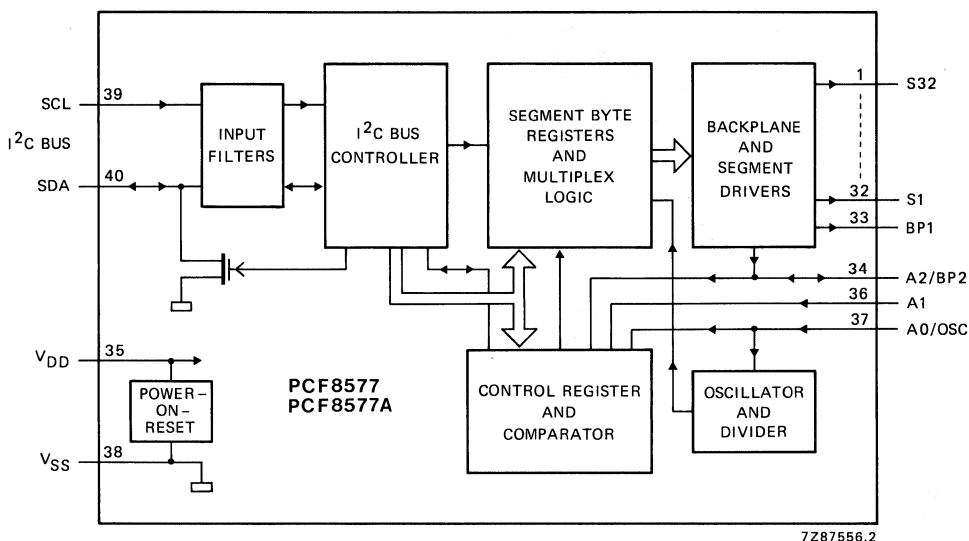 SCL
39
I²C BUS
SDA
40
INPUT
FILTERS
I²C BUS
CONTROLLER
SEGMENT BYTE
REGISTERS
AND
MULTIPLEX
LOGIC
BACKPLANE
AND
SEGMENT
DRIVERS
1
S32
32
S1
33
BP1
34
A2/BP2
36
A1
37
A0/OSC
VDD
35
POWER-
ON-
RESET
VSS
38
PCF8577
PCF8577A
CONTROL REGISTER
AND
COMPARATOR
OSCILLATOR
AND
DIVIDER
7Z87556.2